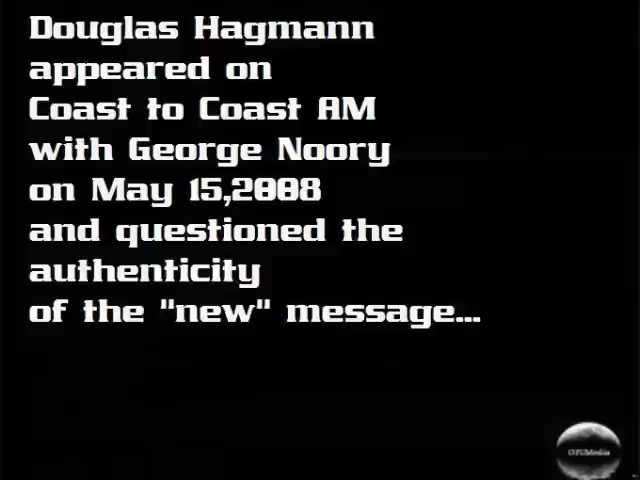 Douglas Hagmann
appeared on
Coast to Coast AM
with George Noory
on May 15,2008
and questioned the
authenticity
of the "new" message...